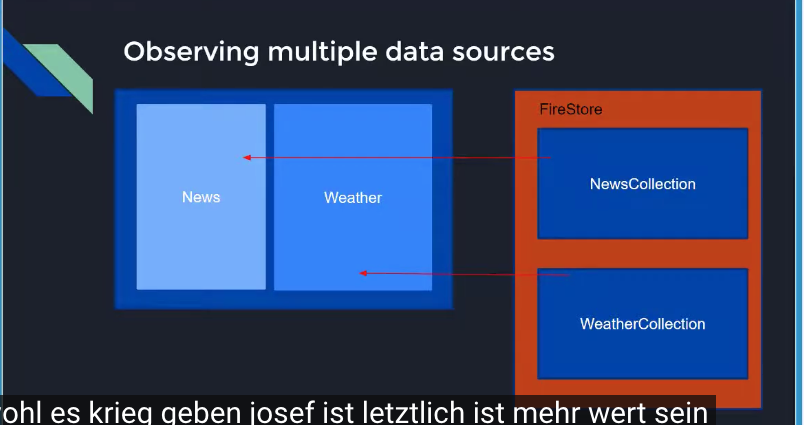 Observing multiple data sources
FireStore
News
Weather
NewsCollection
WeatherCollection
es krieg geben josef ist letztlich ist mehr wert sein